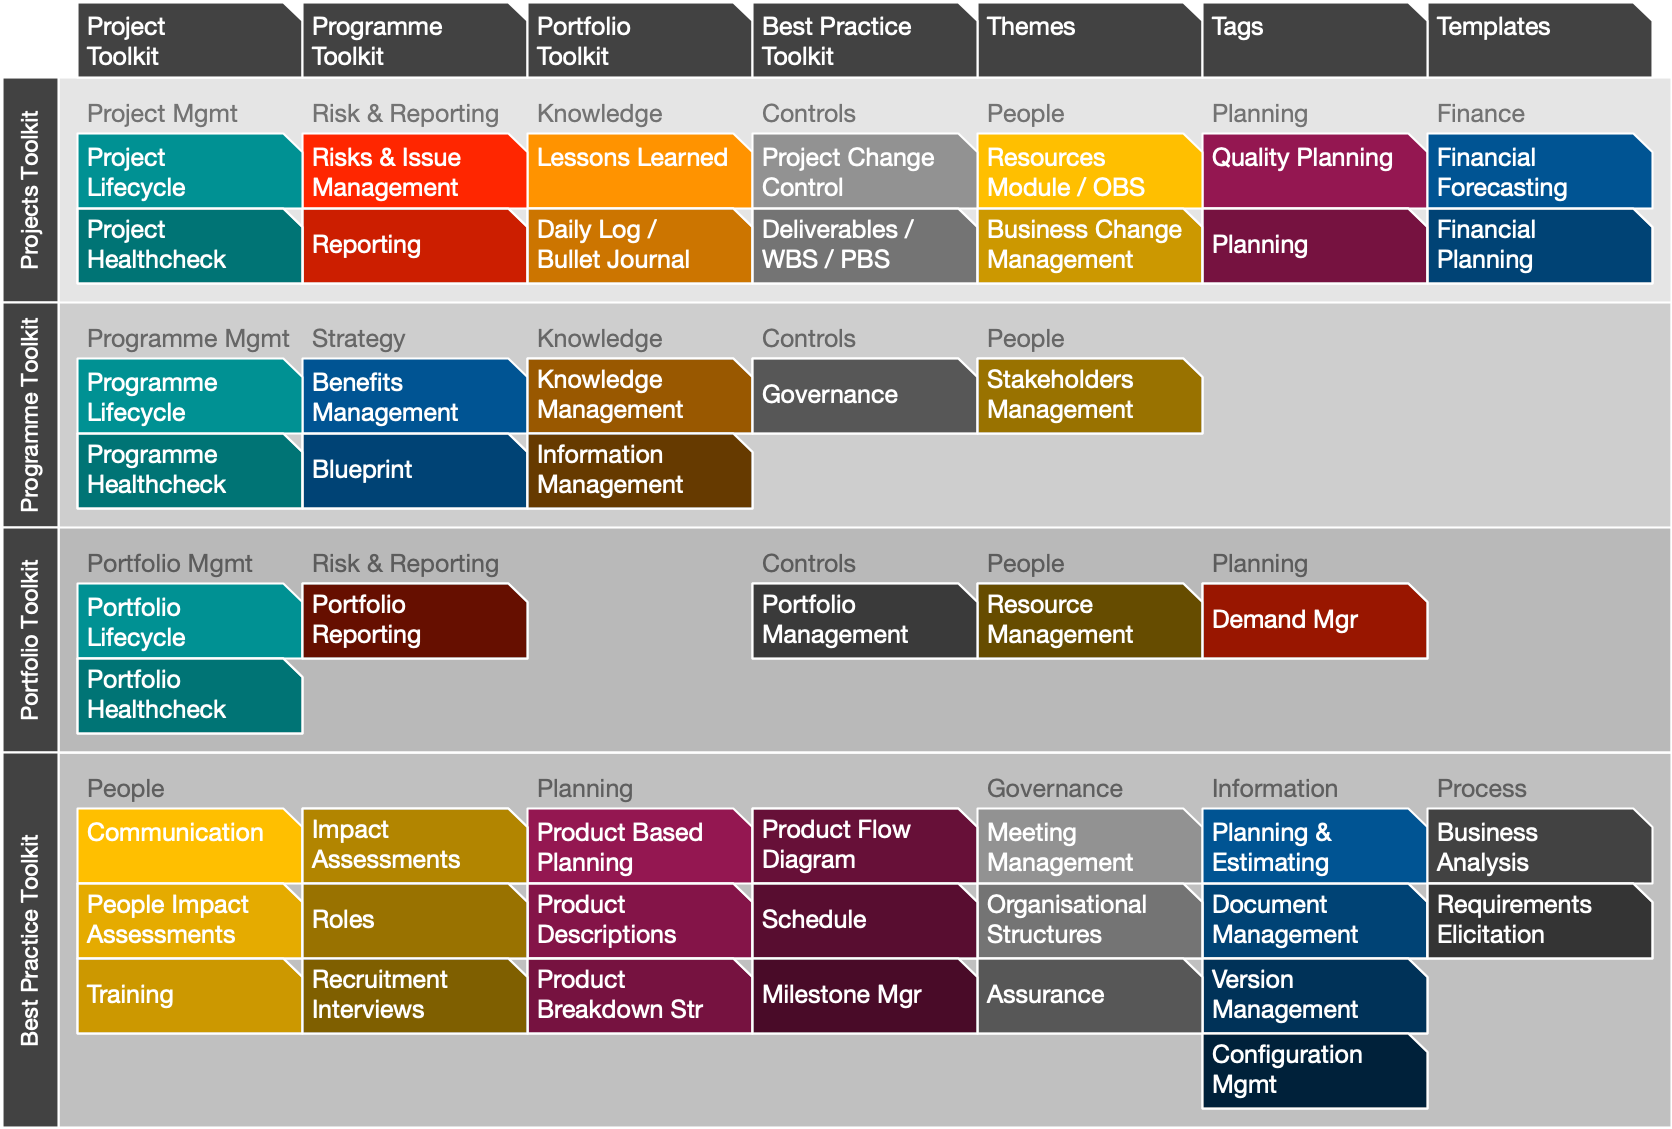 Project
Toolkit
Programme
Toolkit
Portfolio
Toolkit
Best Practice
Toolkit
Themes
Tags
Templates
Projects Toolkit
Project Mgmt
Risk & Reporting
Knowledge
Controls
People
Planning
Finance
Project
Lifecycle
Risks & Issue
Management
Lessons Learned
Project Change
Control
Resources
Module / OBS
Quality Planning
Financial
Forecasting
Project
Healthcheck
Reporting
Daily Log /
Bullet Journal
Deliverables /
WBS / PBS
Business Change
Management
Planning
Financial
Planning
Programme Toolkit
Programme Mgmt
Strategy
Knowledge
Controls
People
Programme
Lifecycle
Benefits
Management
Knowledge
Management
Governance
Stakeholders
Management
Programme
Healthcheck
Blueprint
Information
Management
Portfolio Toolkit
Portfolio Mgmt
Risk & Reporting
Controls
People
Planning
Portfolio
Lifecycle
Portfolio
Reporting
Portfolio
Management
Resource
Management
Demand Mgr
Portfolio
Healthcheck
Best Practice Toolkit
People
Planning
Governance
Information
Process
Communication
Impact
Assessments
Product Based
Planning
Product Flow
Diagram
Meeting
Management
Planning &
Estimating
Business
Analysis
People Impact
Assessments
Roles
Product
Descriptions
Schedule
Organisational
Structures
Document
Management
Requirements
Elicitation
Training
Recruitment
Interviews
Product
Breakdown Str
Milestone Mgr
Assurance
Version
Management
Configuration
Mgmt